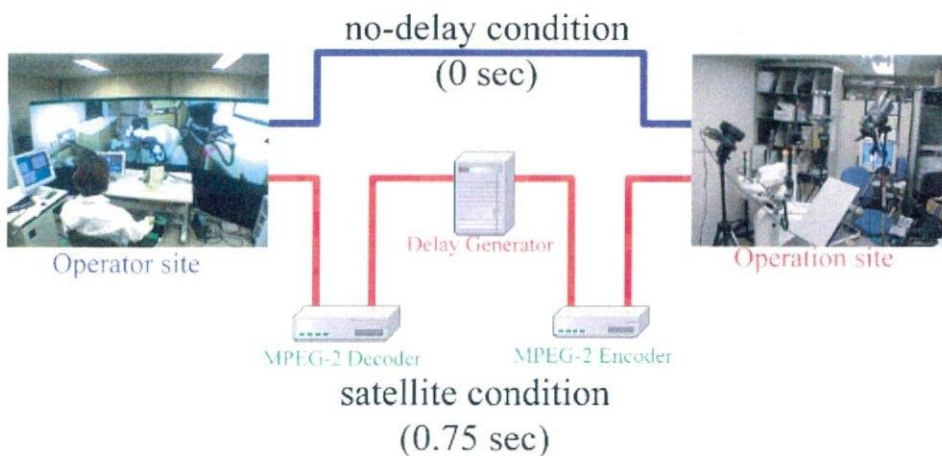 no-delay condition
(0 sec)
Operator site
Delay Generator
Operation site
MPEG-2 Decoder
MPEG-2 Encoder
satellite condition
(0.75 sec)